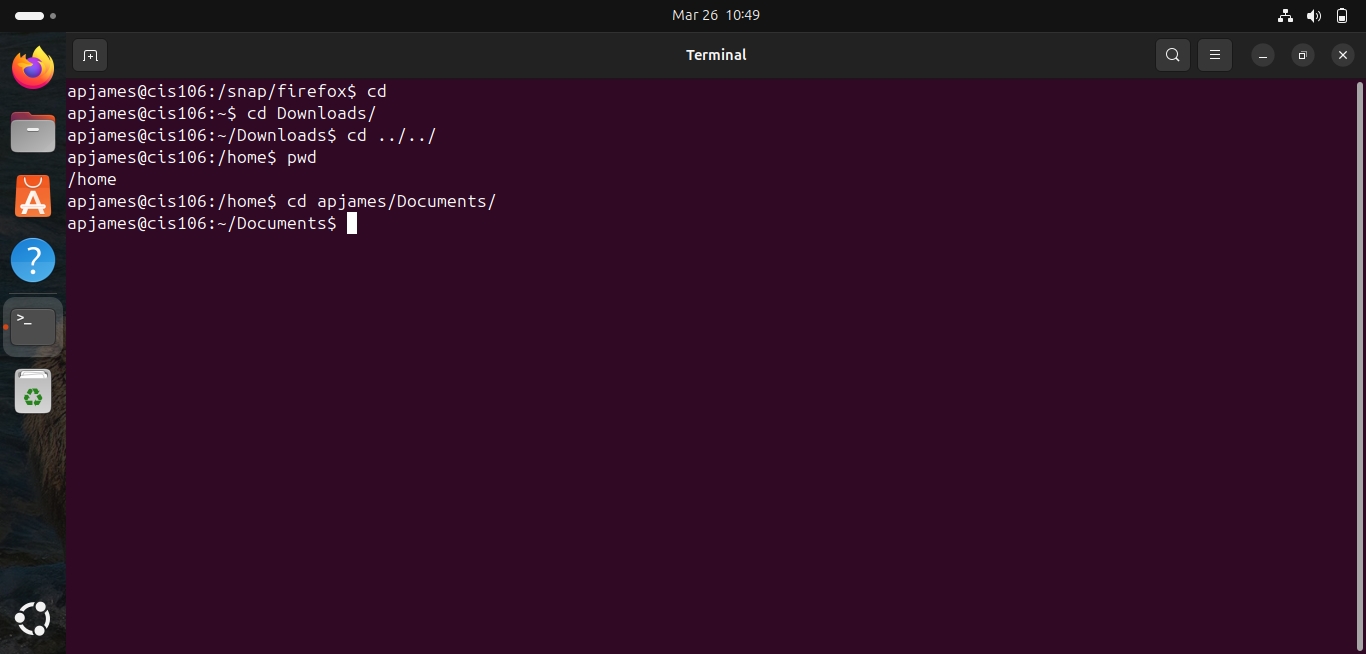 Mar 26 10:49
Terminal
apjames@cis106:/snap/firefox$ cd
apjames@cis106:~$ cd Downloads/
apjames@cis106:~/Downloads$ cd ../../
apjames@cis106:/home$ pwd
/home
apjames@cis106:/home$ cd apjames/Documents/
apjames@cis106:~/Documents$